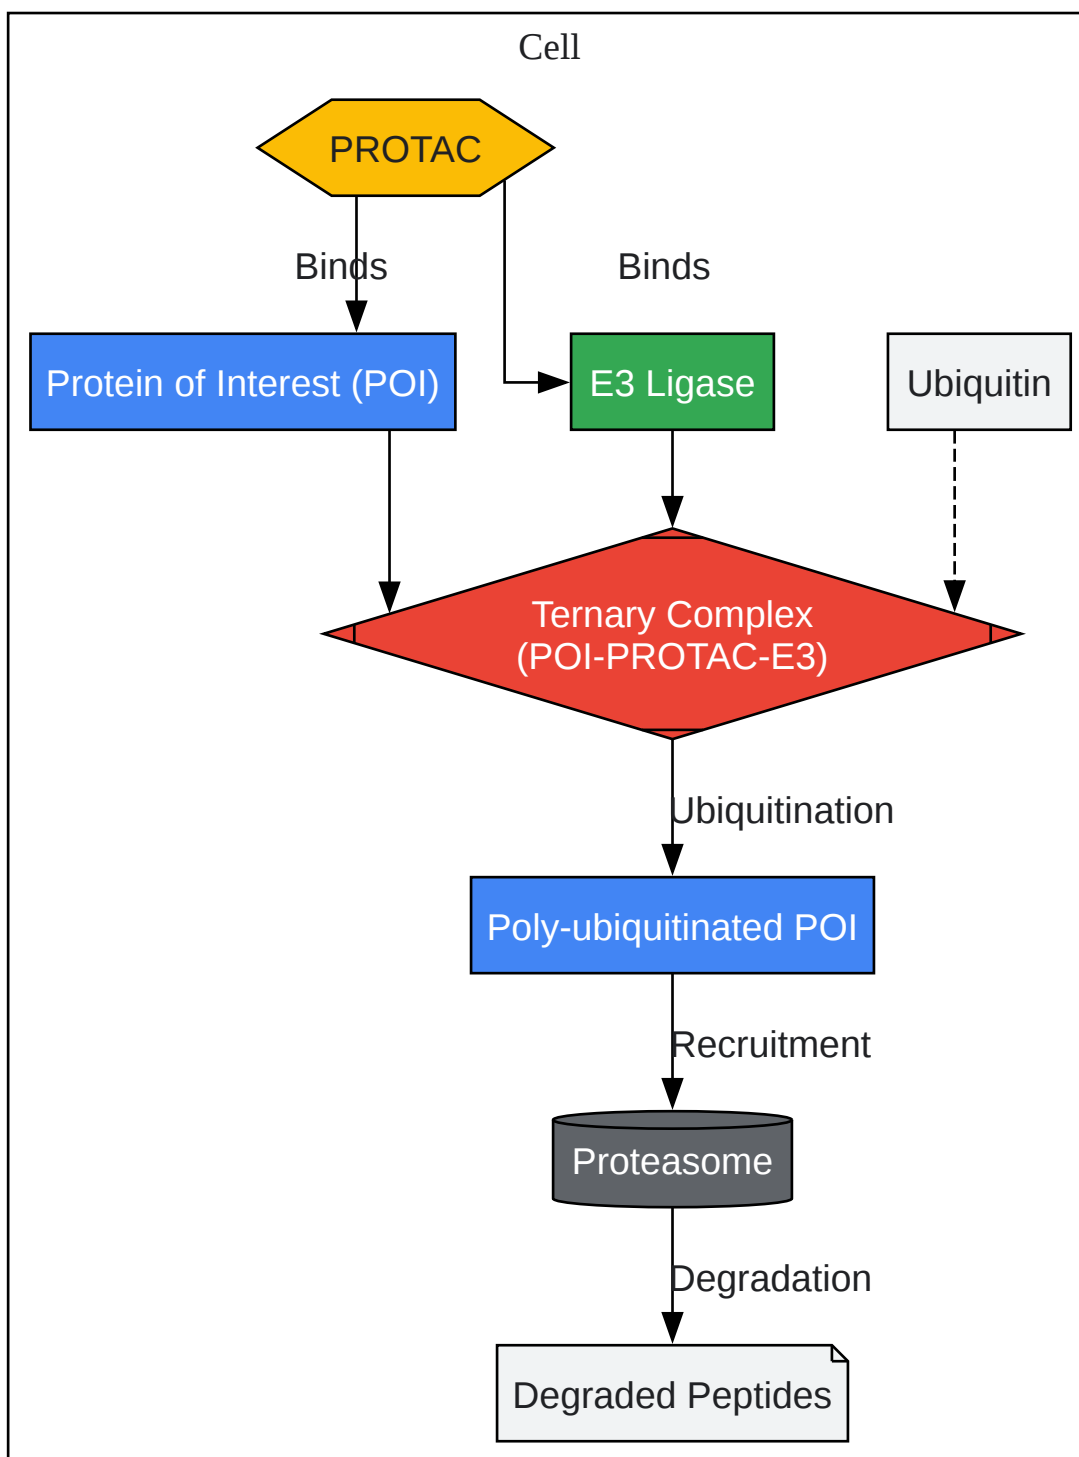 Cell
PROTAC
Binds
Binds
Protein of Interest (POI)
E3 Ligase
Ubiquitin
Ternary Complex
(POI-PROTAC-E3)
Ubiquitination
Poly-ubiquitinated POI
Recruitment
Proteasome
Degradation
Degraded Peptides